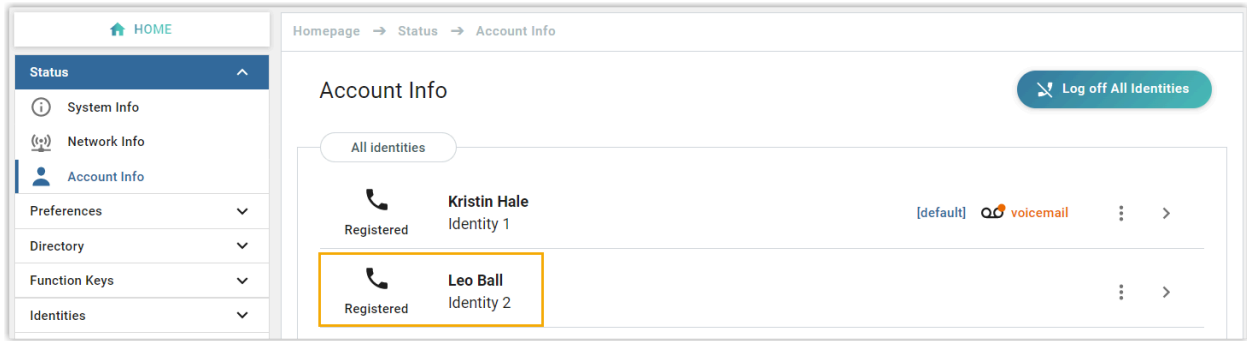 HOME
Homepage → Status → Account Info
Status
System Info
Network Info
Account Info
Preferences
Directory
Function Keys
Identities
Account Info
Log off All Identities
All identities
Registered
Kristin Hale
Identity 1
[default] voicemail
Registered
Leo Ball
Identity 2